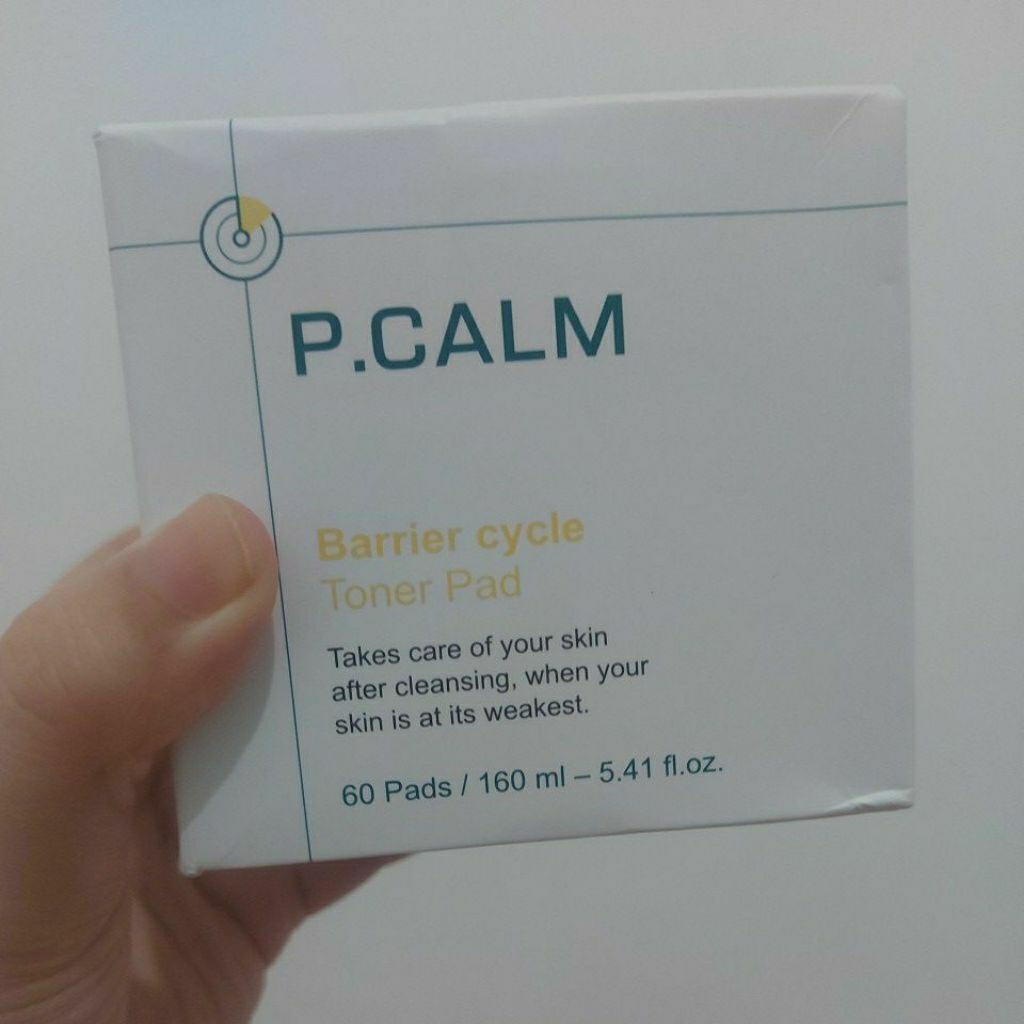 P.CALM
Barrier cycle
Toner Pad
Takes care of your skin
after cleansing, when your
skin is at its weakest.
60 Pads / 160 ml – 5.41 fl.oz.